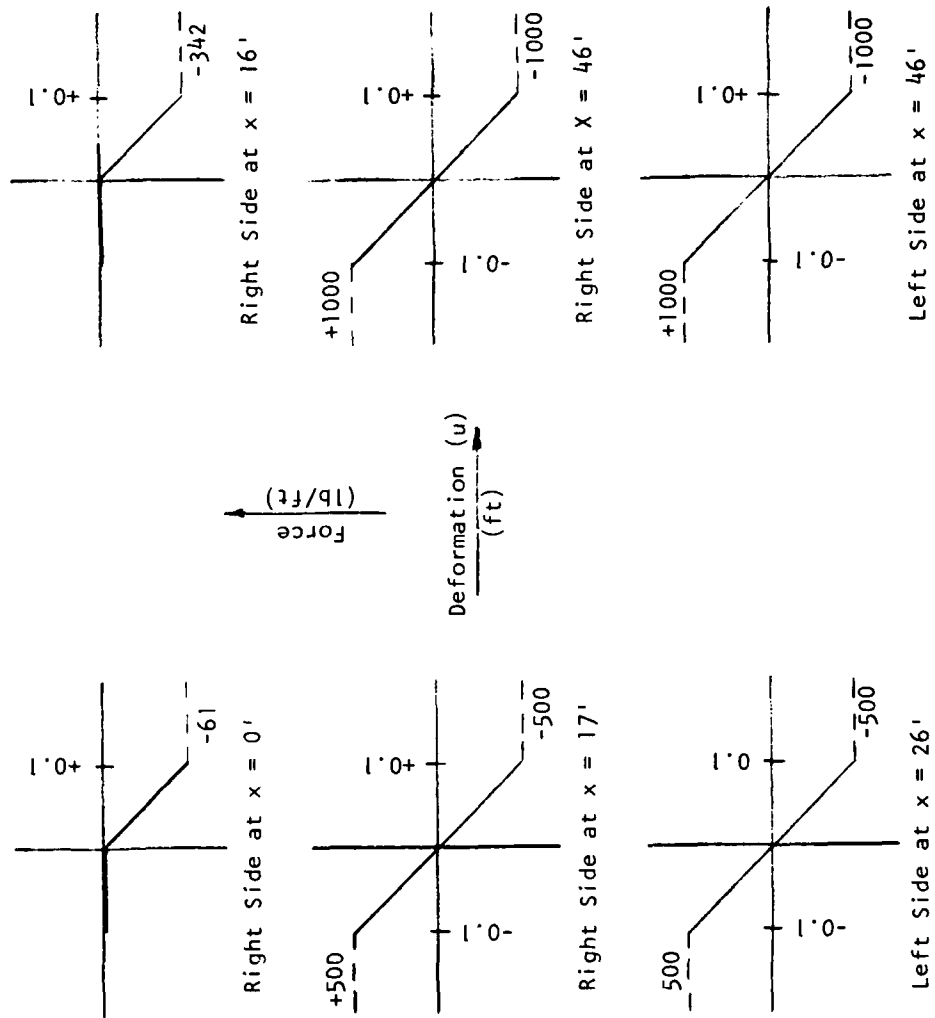 +0.1
-61
Right Side at x = 0'
+0.1
-342
Right Side at x = 16'
+500
+0.1
-0.1
-500
Right Side at x = 17'
Force
(lb/ft)
Deformation (u)
(ft)
+1000
+0.1
-0.1
-1000
Right Side at X = 46'
500
0.1
-0.1
-500
Left Side at x = 26'
+1000
+0.1
-0.1
-1000
Left Side at x = 46'